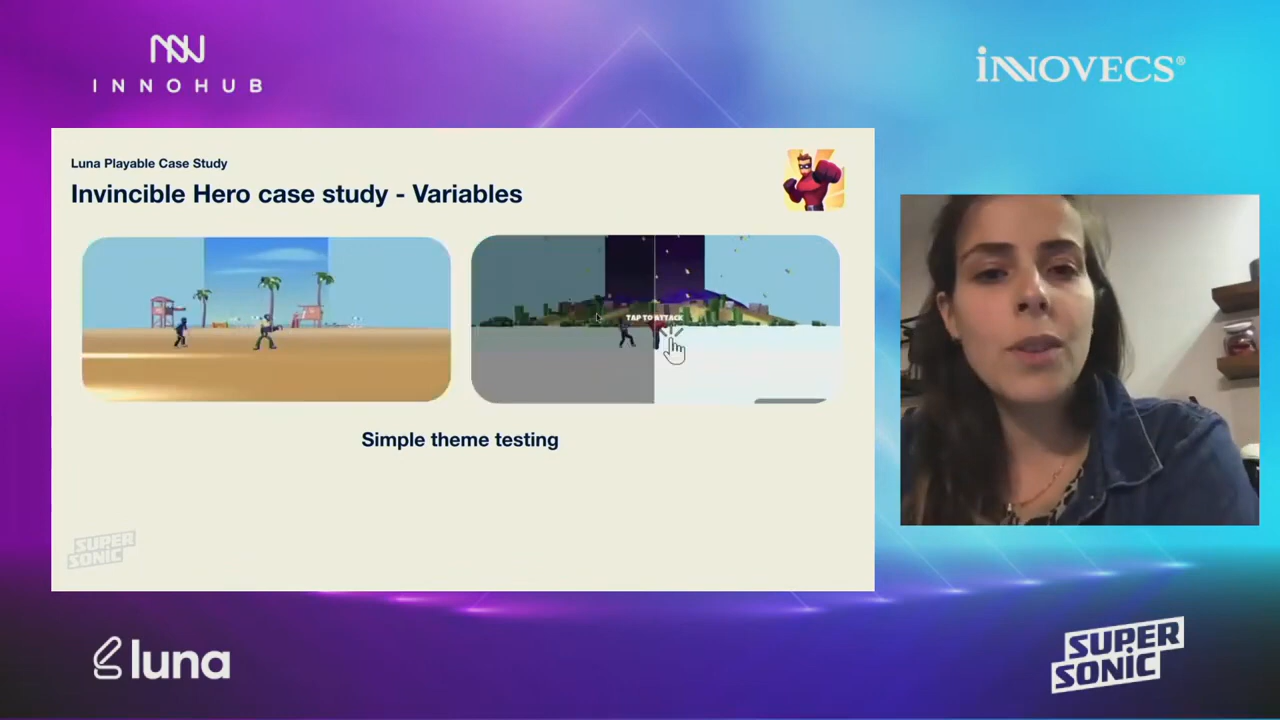 INNOHUB
iNNOVECS®
Luna Playable Case Study
Invincible Hero case study - Variables
TAP TO ATTACK
Simple theme testing
SUPER
SONIC
luna
SUPER
SONIC